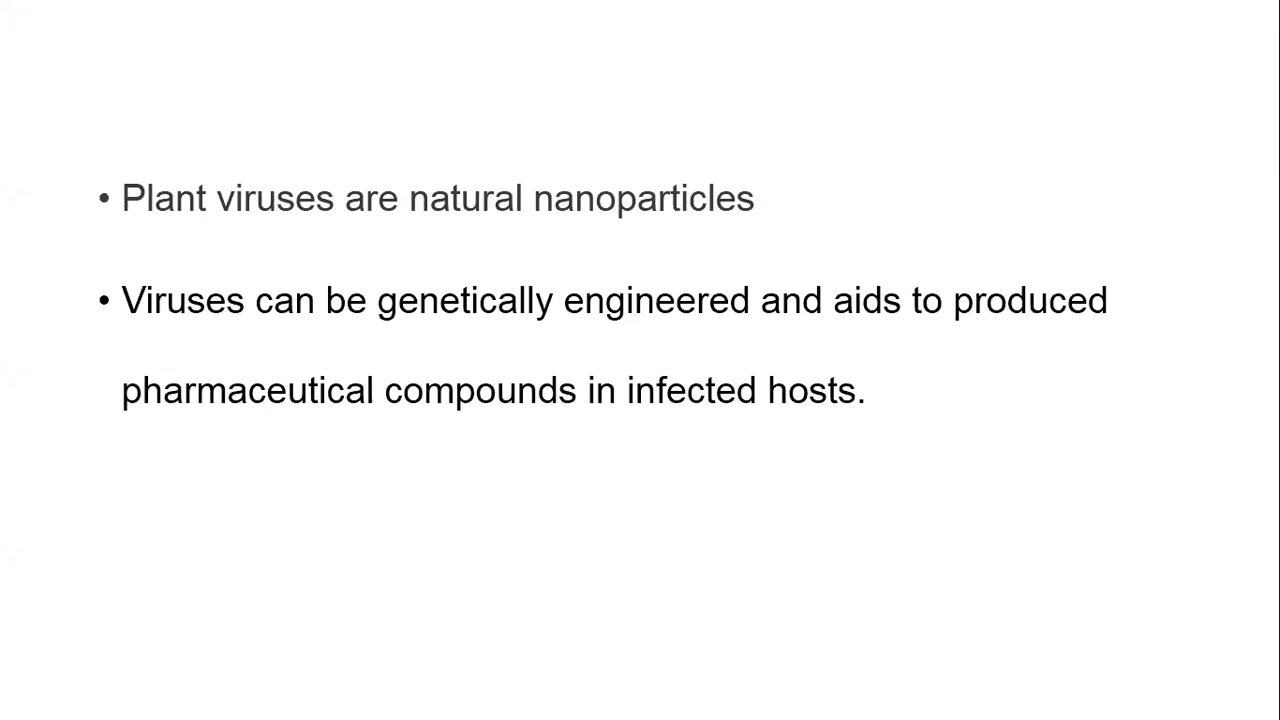 • Plant viruses are natural nanoparticles
• Viruses can be genetically engineered and aids to produced
pharmaceutical compounds in infected hosts.